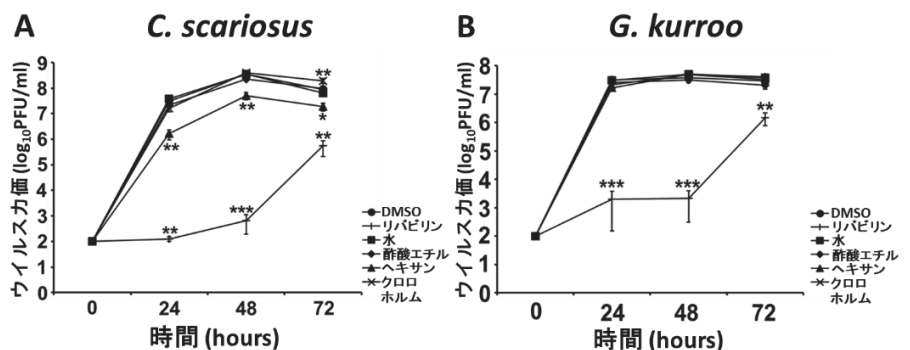 A C. scariosus
ウイルス力価 (log10PFU/ml)
9
8
7
6
5
4
3
2
1
0
0 24 48 72
時間 (hours)
**
**
***
**
**
*
**
DMSO
リバビリン
水
酢酸エチル
ヘキサン
クロロ
ホルム
B G. kurroo
ウイルス力価 (log10PFU/ml)
8
7
6
5
4
3
2
1
0
0 24 48 72
時間 (hours)
***
***
**
DMSO
リバビリン
水
酢酸エチル
ヘキサン
クロロ
ホルム